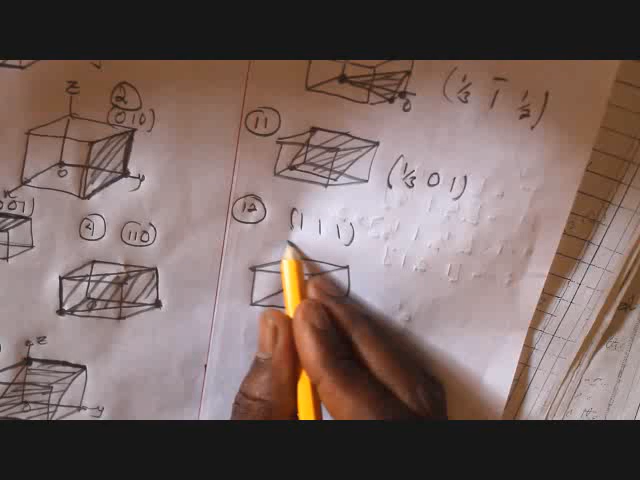 z
②
(010)
o
y
x
001)
④ (110)
z
y
(1/3 1̅ 1/2)
o
⑪
(1/3 0 1)
⑫ (1 1 1)